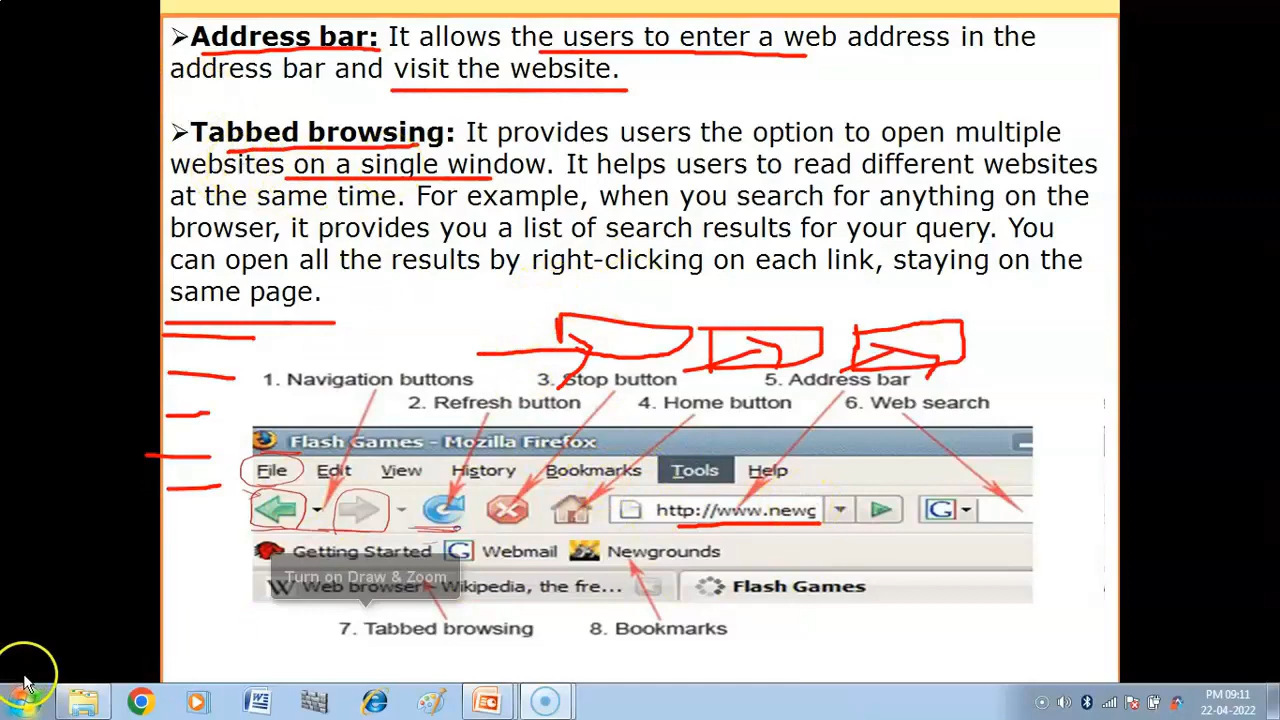 ➢Address bar: It allows the users to enter a web address in the
address bar and visit the website.
➢Tabbed browsing: It provides users the option to open multiple
websites on a single window. It helps users to read different websites
at the same time. For example, when you search for anything on the
browser, it provides you a list of search results for your query. You
can open all the results by right-clicking on each link, staying on the
same page.
1. Navigation buttons 3. Stop button 5. Address bar
2. Refresh button 4. Home button 6. Web search
Flash Games - Mozilla Firefox
File Edit View History Bookmarks Tools Help
http://www.newg G
Getting Started G Webmail Newgrounds
Turn on Draw & Zoom
W Web browser - Wikipedia, the fre... Flash Games
7. Tabbed browsing 8. Bookmarks
PM 09:11
22-04-2022